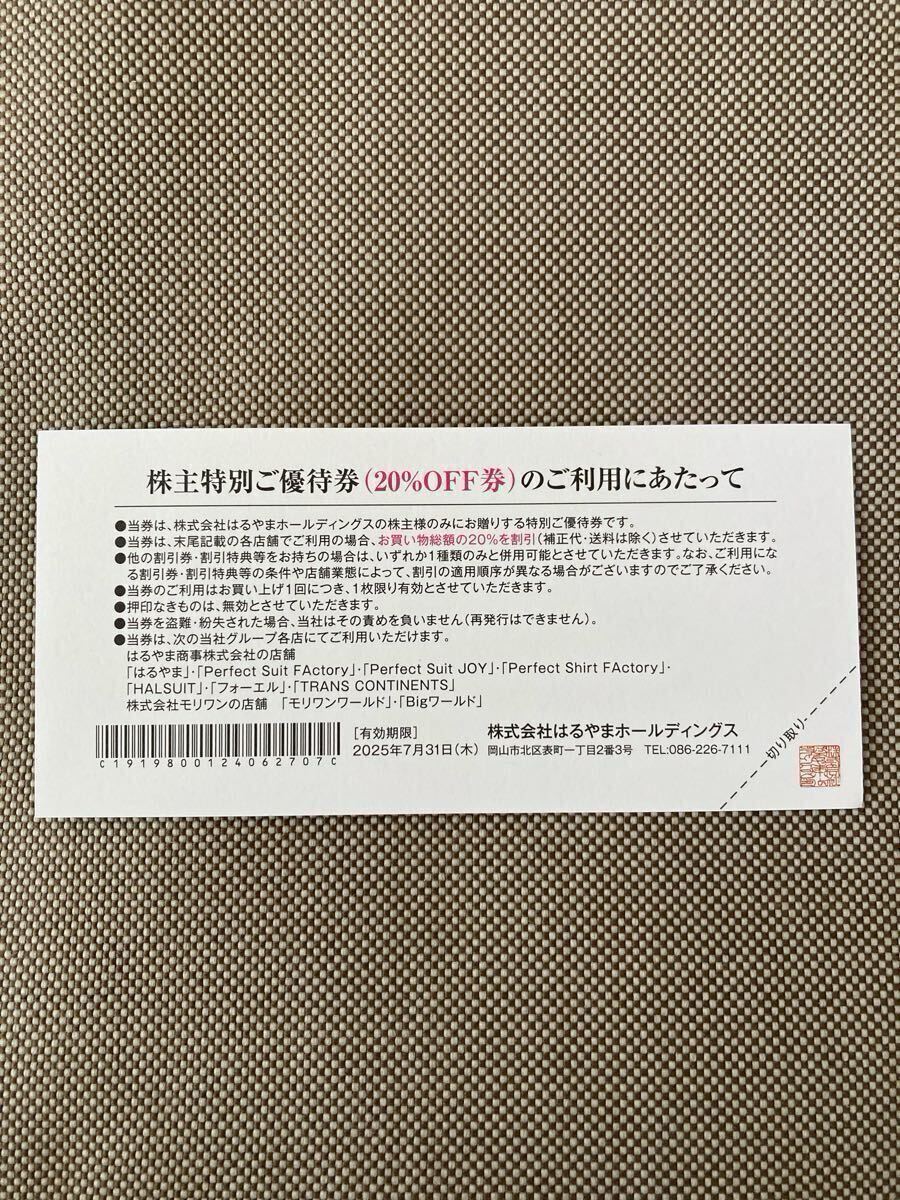 株主特別ご優待券(20%OFF券)のご利用にあたって
●当券は、株式会社はるやまホールディングスの株主様のみにお贈りする特別ご優待券です。
●当券は、末尾記載の各店舗でご利用の場合、お買い物総額の20%を割引(補正代・送料は除く)させていただきます。
●他の割引券・割引特典等をお持ちの場合は、いずれか1種類のみと併用可能とさせていただきます。なお、ご利用にな
る割引券・割引特典等の条件や店舗業態によって、割引の適用順序が異なる場合がございますのでご了承ください。
●当券のご利用はお買い上げ1回につき、1枚限り有効とさせていただきます。
●押印なきものは、無効とさせていただきます。
●当券を盗難・紛失された場合、当社はその責めを負いません(再発行はできません)。
●当券は、次の当社グループ各店にてご利用いただけます。
はるやま商事株式会社の店舗
「はるやま」・「Perfect Suit FActory」・「Perfect Suit JOY」・「Perfect Shirt FActory」・
「HALSUIT」・「フォーエル」・「TRANS CONTINENTS」
株式会社モリワンの店舗 「モリワンワールド」・「Bigワールド」
C1919800124062707C
[有効期限]
2025年7月31日(木)
株式会社はるやまホールディングス
岡山市北区表町一丁目2番3号 TEL:086-226-7111
切り取り